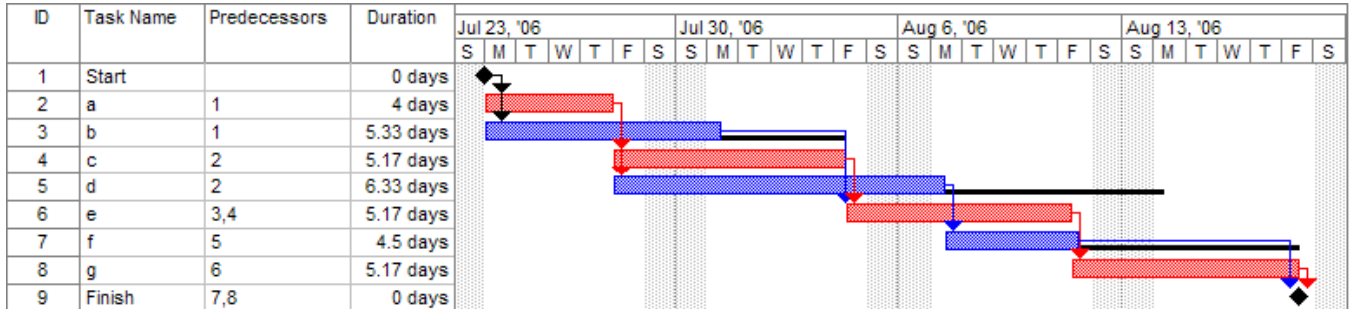 ID Task Name Predecessors Duration
Jul 23, '06 Jul 30, '06 Aug 6, '06 Aug 13, '06
S M T W T F S S M T W T F S S M T W T F S S M T W T F S
1 Start 0 days
2 a 1 4 days
3 b 1 5.33 days
4 c 2 5.17 days
5 d 2 6.33 days
6 e 3,4 5.17 days
7 f 5 4.5 days
8 g 6 5.17 days
9 Finish 7,8 0 days